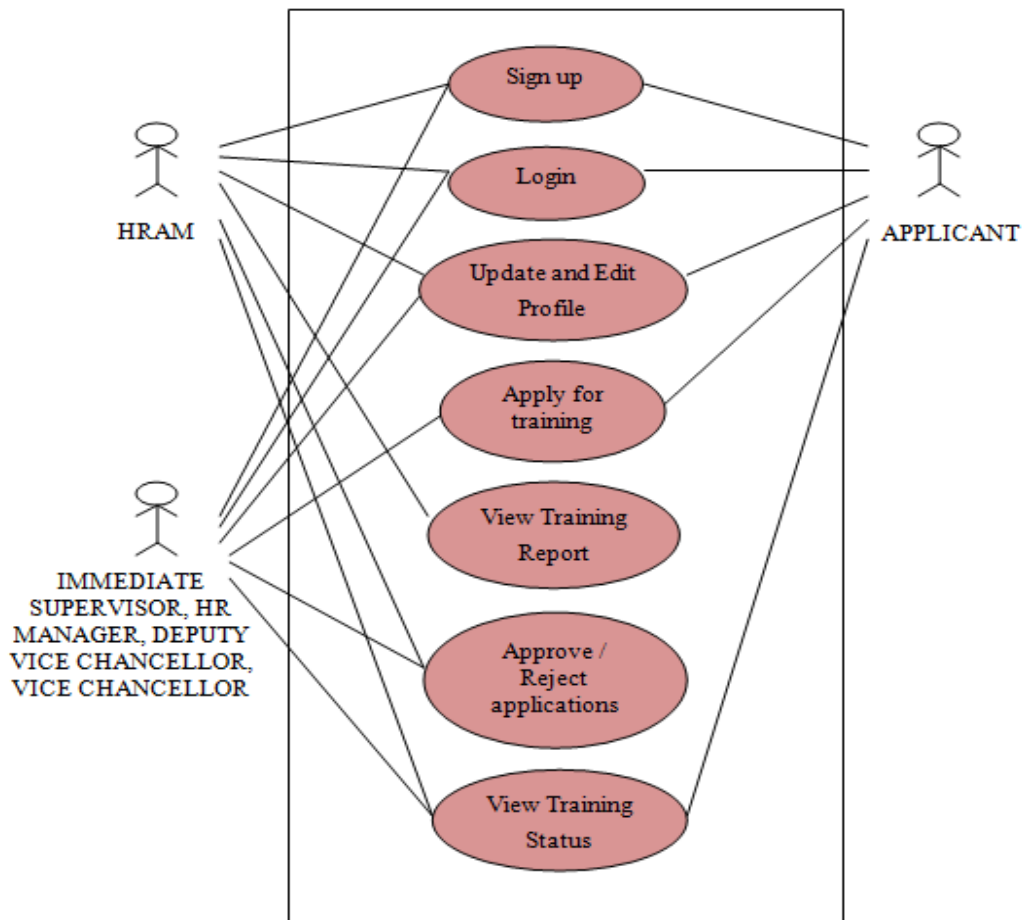 Sign up
Login
HRAM
APPLICANT
Update and Edit
Profile
Apply for
training
View Training
Report
IMMEDIATE
SUPERVISOR, HR
MANAGER, DEPUTY
VICE CHANCELLOR,
VICE CHANCELLOR
Approve /
Reject
applications
View Training
Status